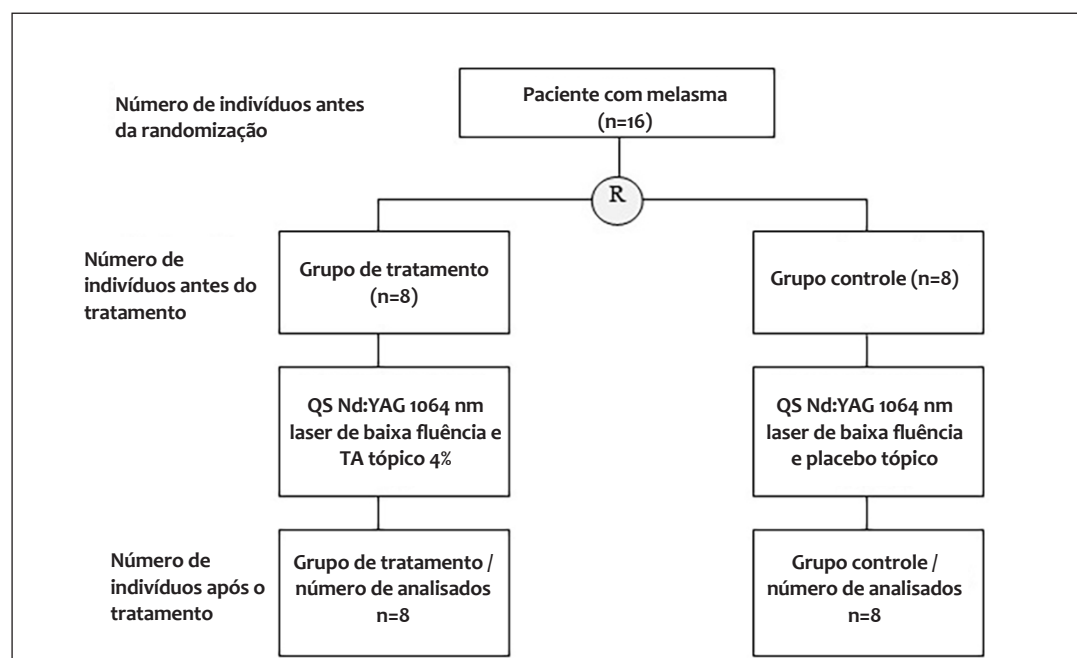 Número de indivíduos antes
da randomização
Paciente com melasma
(n=16)
R
Número de
indivíduos antes do
tratamento
Grupo de tratamento
(n=8)
Grupo controle (n=8)
QS Nd:YAG 1064 nm
laser de baixa fluência e
TA tópico 4%
QS Nd:YAG 1064 nm
laser de baixa fluência
e placebo tópico
Número de
indivíduos após o
tratamento
Grupo de tratamento /
número de analisados
n=8
Grupo controle /
número de analisados
n=8